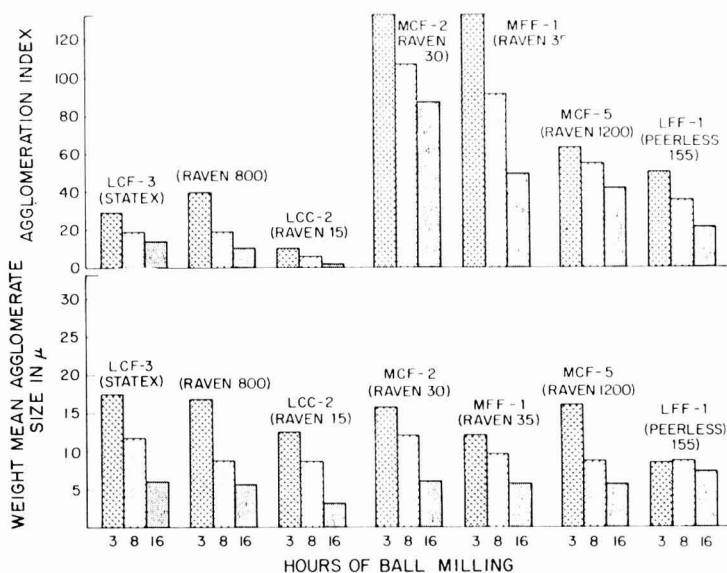 AGGLOMERATION INDEX
120
100
80
60
40
20
0
LCF-3
(STATEX)
(RAVEN 800)
LCC-2
(RAVEN 15)
MCF-2
RAVEN
30)
MFF-1
(RAVEN
MCF-5
(RAVEN 1200)
LFF-1
(PEERLESS
155)
WEIGHT MEAN AGGLOMERATE
SIZE IN μ
30
25
20
15
10
5
LCF-3
(STATEX)
(RAVEN 800)
LCC-2
(RAVEN 15)
MCF-2
(RAVEN 30)
MFF-1
(RAVEN 35)
MCF-5
(RAVEN 1200)
LFF-1
(PEERLESS
155)
3 8 16 3 8 16 3 8 16 3 8 16 3 8 16 3 8 16 3 8 16
HOURS OF BALL MILLING